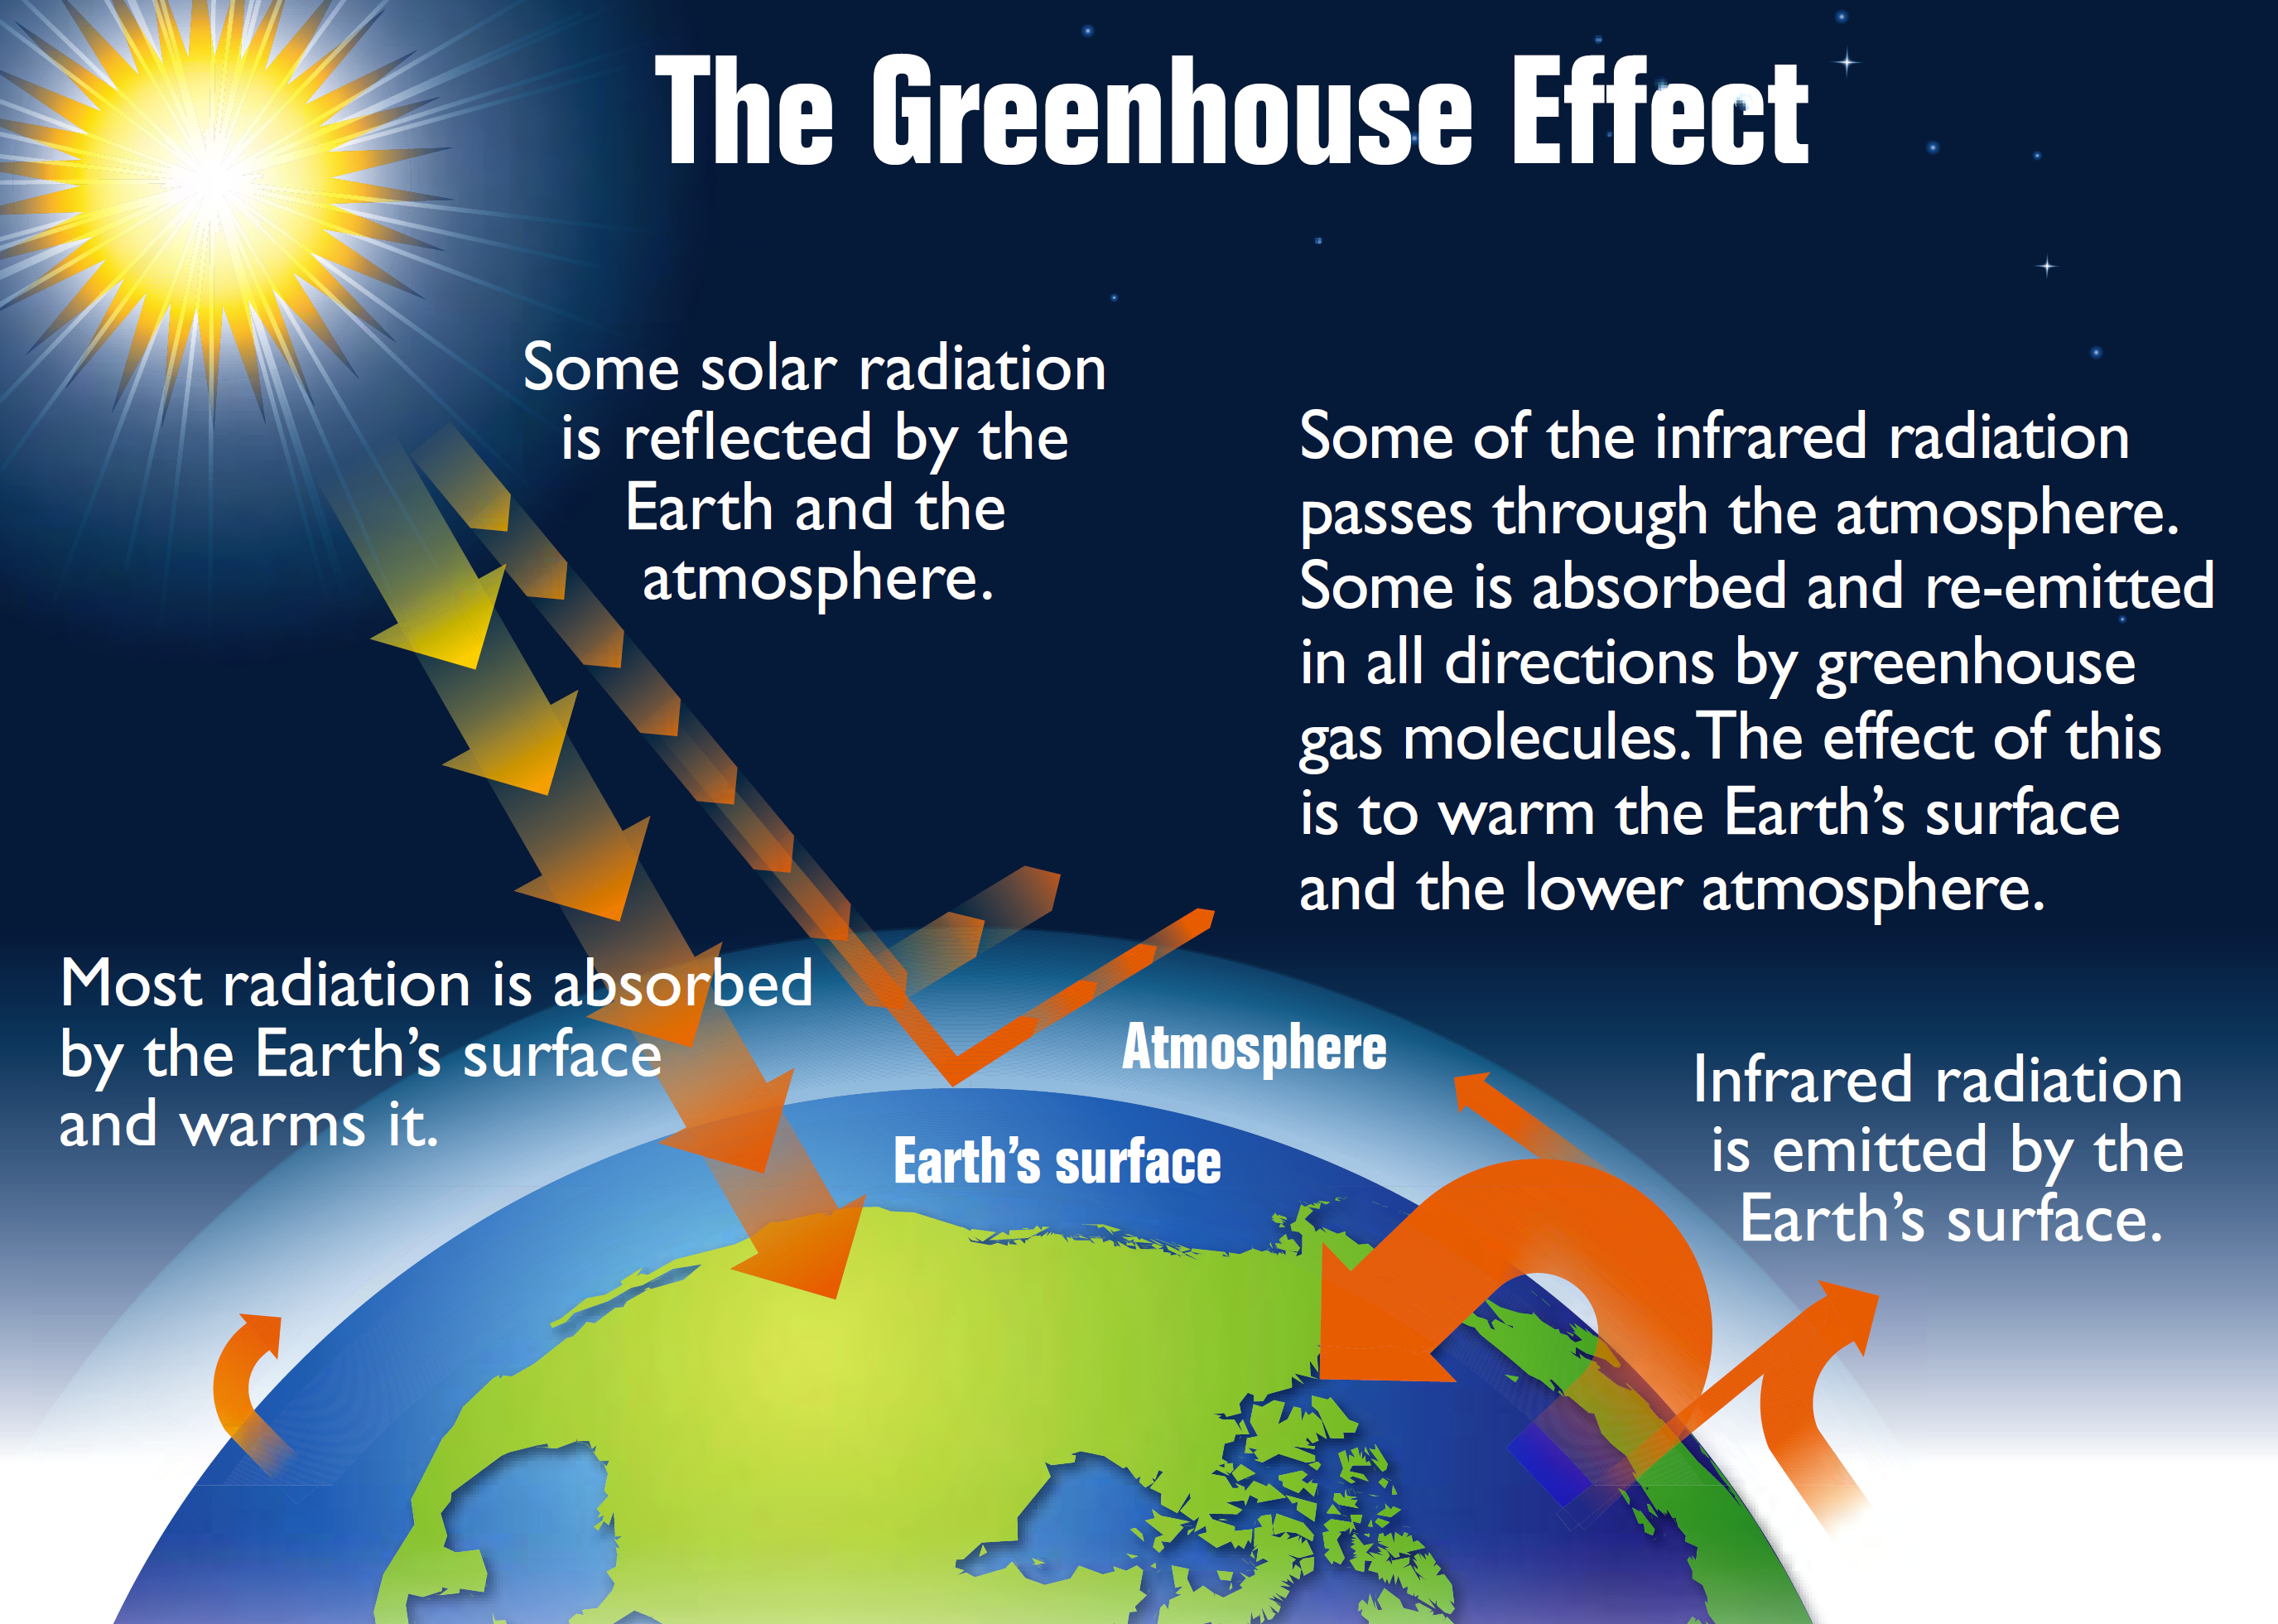 The Greenhouse Effect
Some solar radiation
is reflected by the
Earth and the
atmosphere.
Some of the infrared radiation
passes through the atmosphere.
Some is absorbed and re-emitted
in all directions by greenhouse
gas molecules. The effect of this
is to warm the Earth’s surface
and the lower atmosphere.
Most radiation is absorbed
by the Earth’s surface
and warms it.
Atmosphere
Earth’s surface
Infrared radiation
is emitted by the
Earth’s surface.